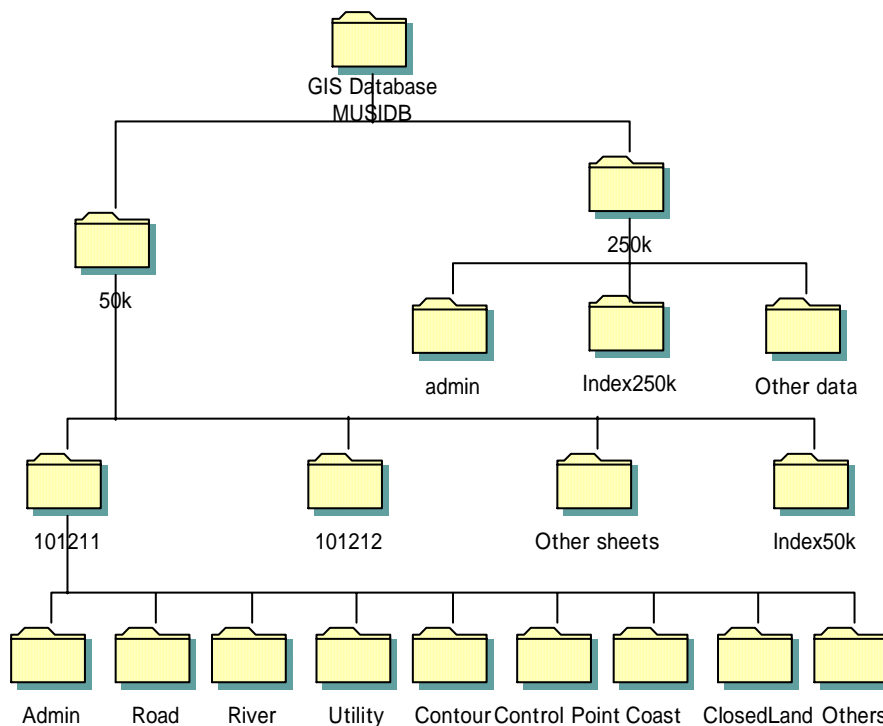 GIS Database
MUSIDB
250k
50k
admin
Index250k
Other data
101211
101212
Other sheets
Index50k
Admin
Road
River
Utility
Contour
Control Point
Coast
ClosedLand
Others